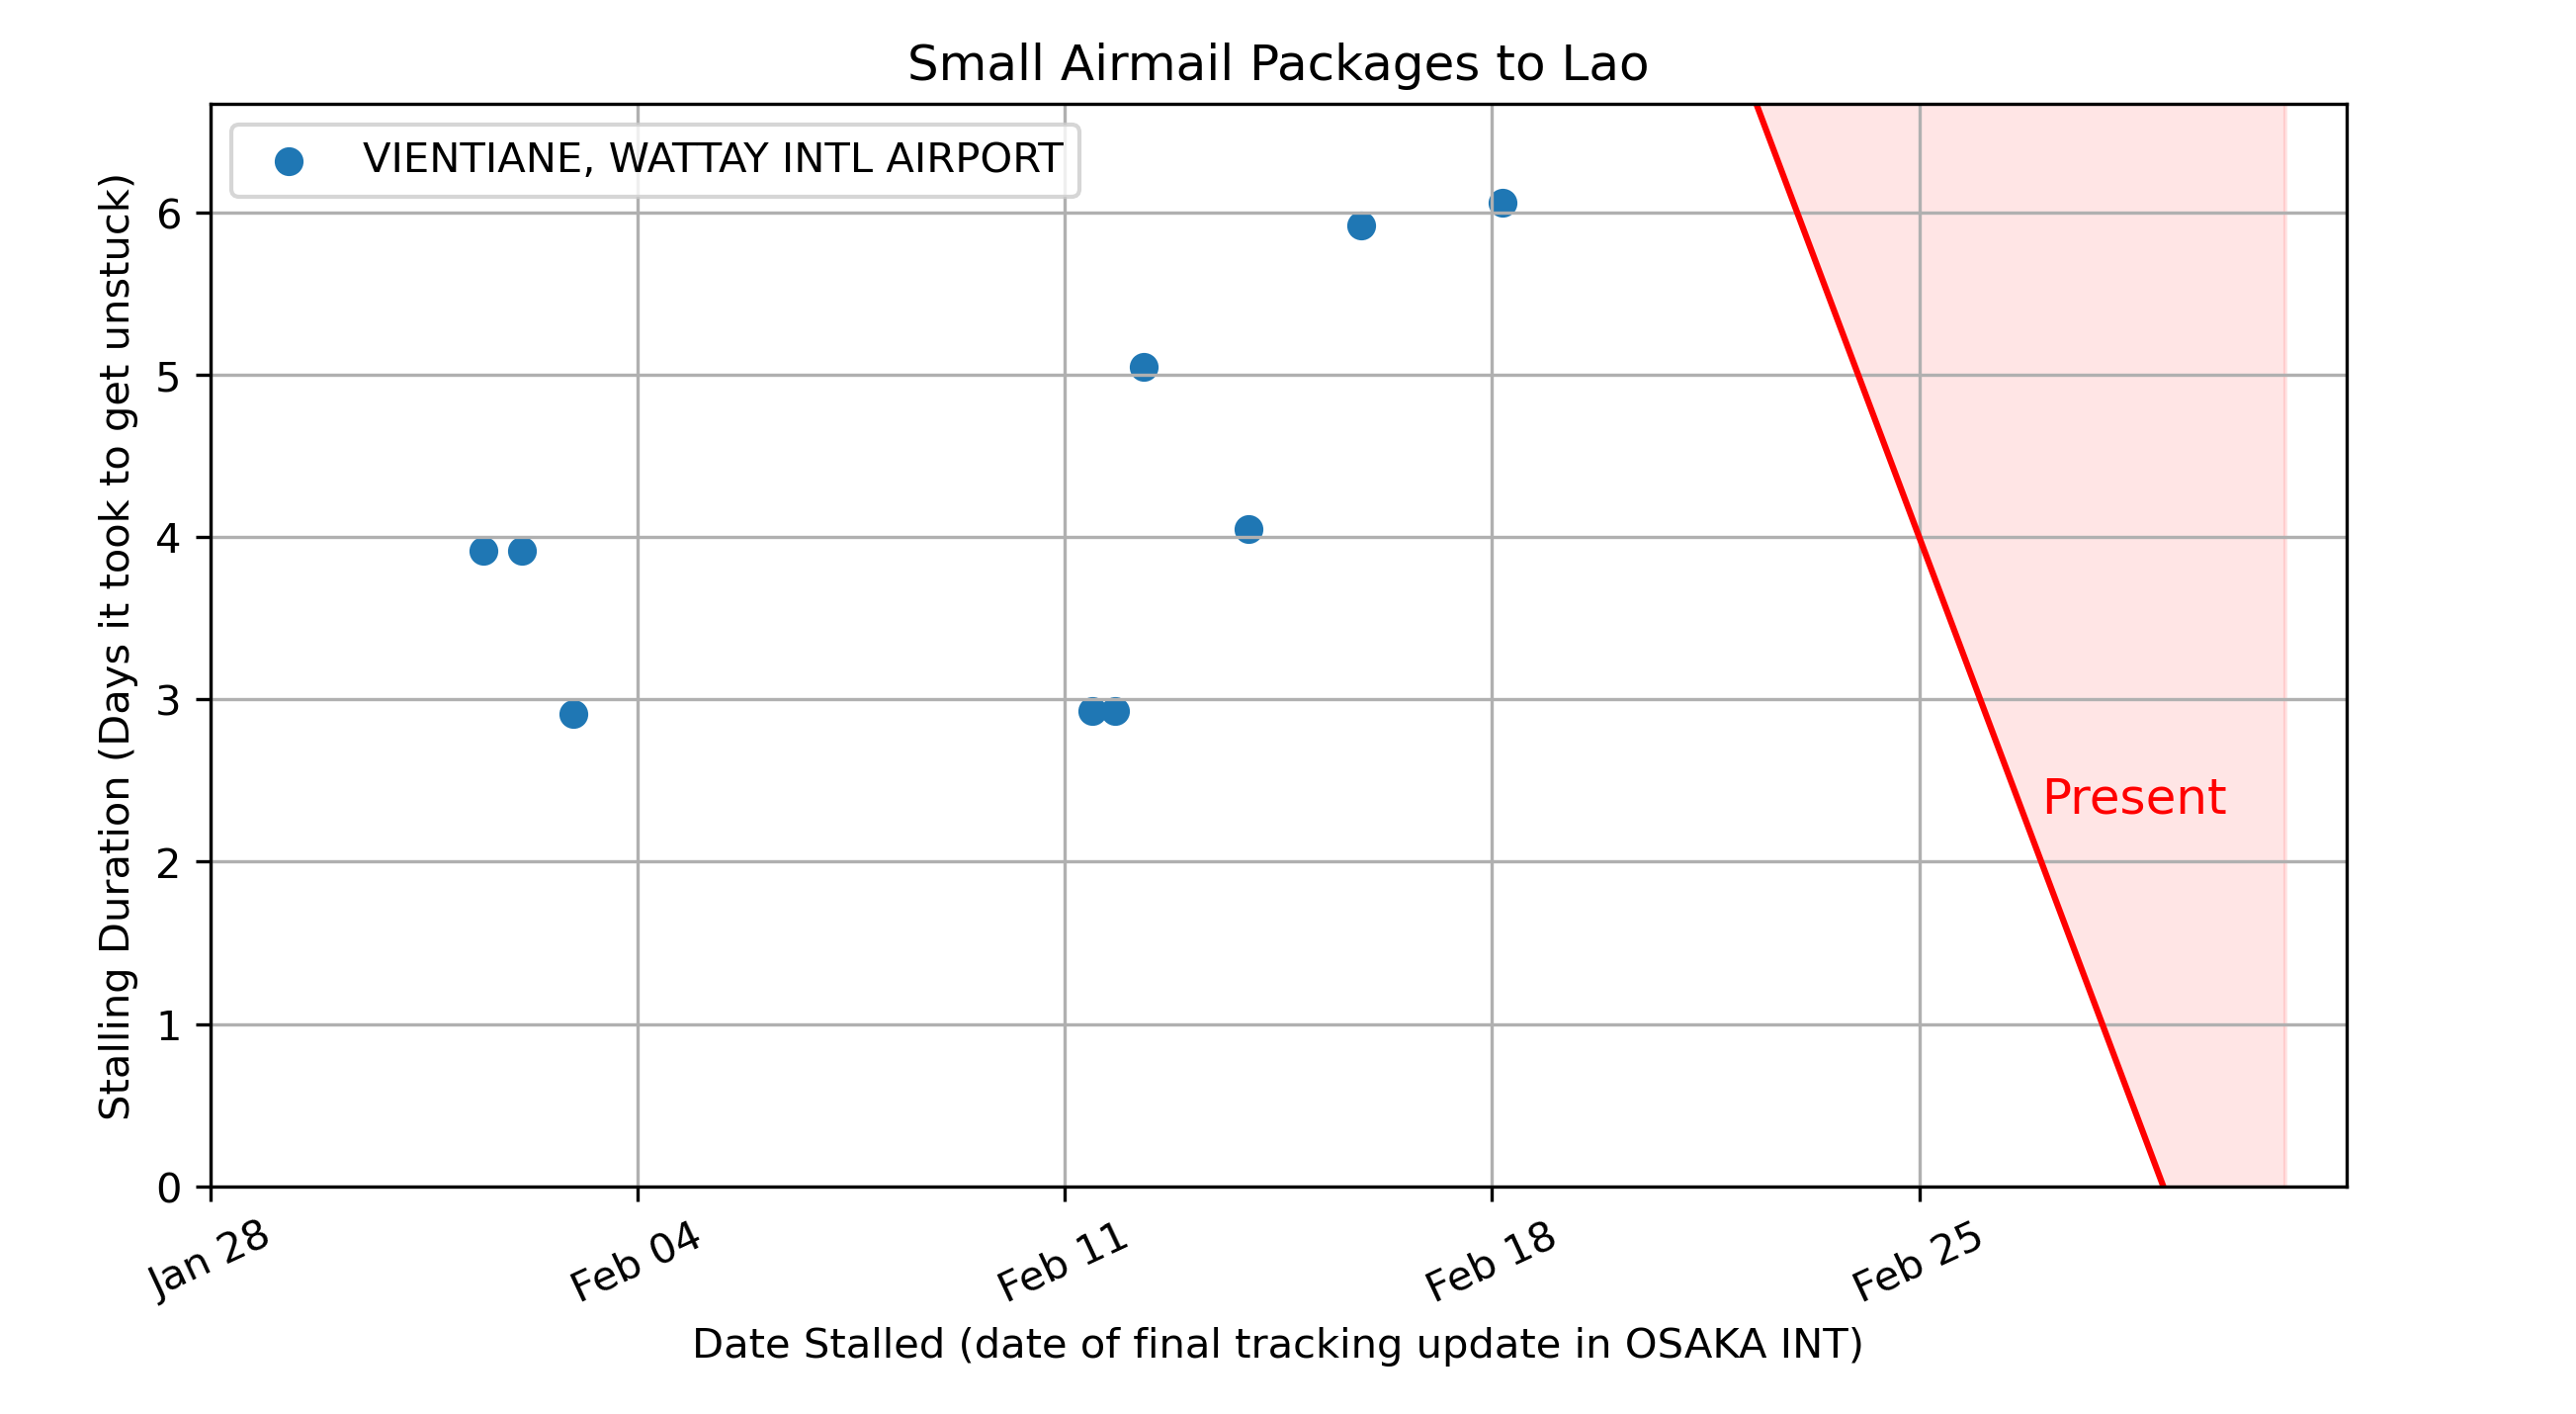 Small Airmail Packages to Lao
VIENTIANE, WATTAY INTL AIRPORT
Stalling Duration (Days it took to get unstuck)
6
5
4
3
2
1
0
Present
Jan 28
Feb 04
Feb 11
Feb 18
Feb 25
Date Stalled (date of final tracking update in OSAKA INT)